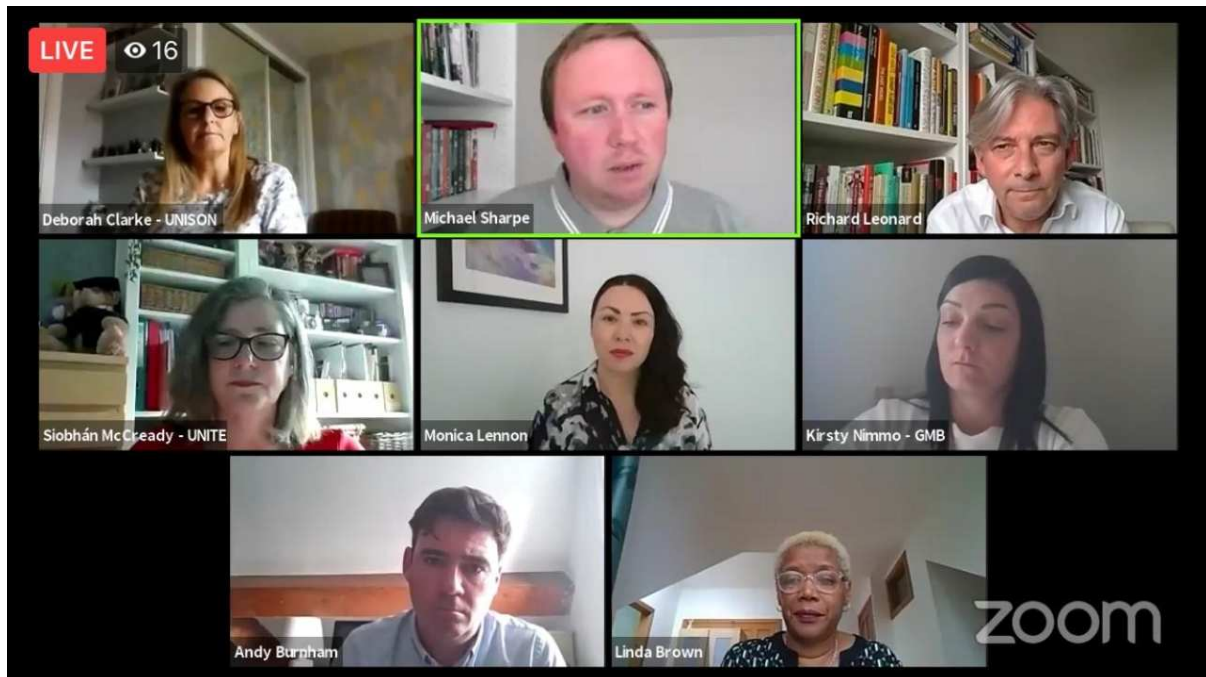 LIVE 16
Deborah Clarke - UNISON
Michael Sharpe
Richard Leonard
Siobhán McCready - UNITE
Monica Lennon
Kirsty Nimmo - GMB
Andy Burnham
Linda Brown
zoom